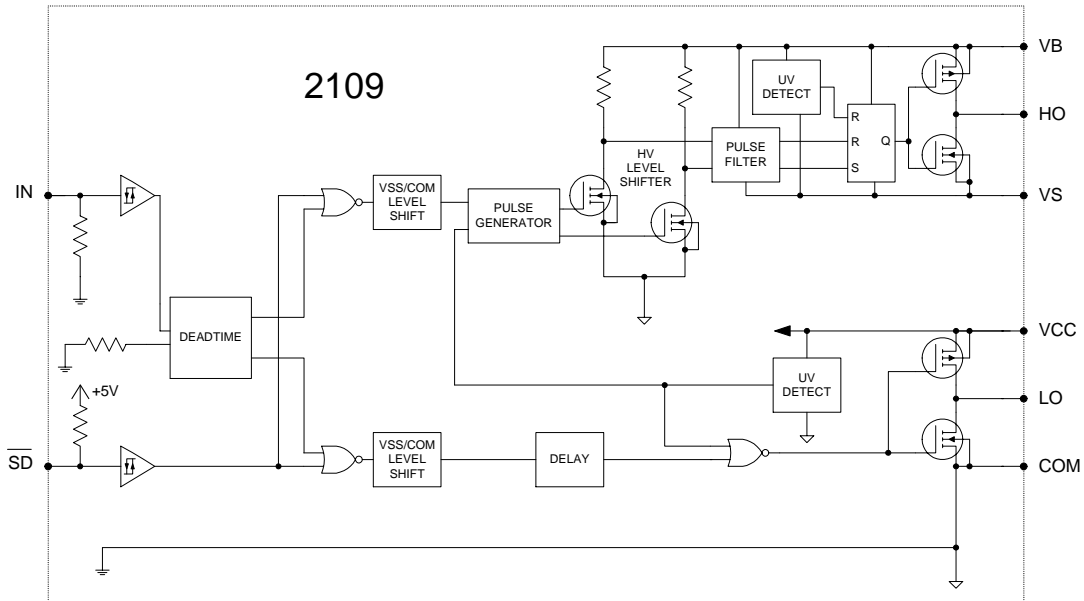 2109
VB
UV
DETECT
HO
R
R
Q
S
PULSE
FILTER
HV
LEVEL
SHIFTER
IN
VSS/COM
LEVEL
SHIFT
PULSE
GENERATOR
VS
DEADTIME
VCC
UV
DETECT
+5V
LO
SD
VSS/COM
LEVEL
SHIFT
DELAY
COM